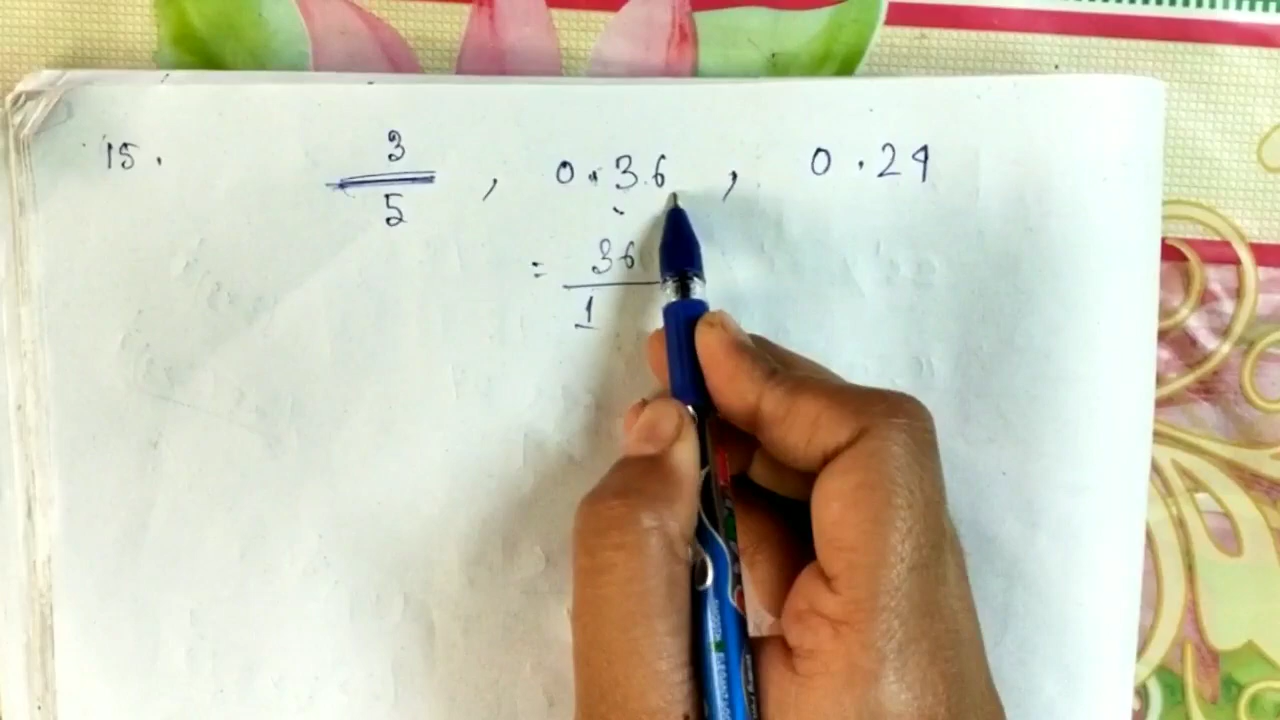 15. 3/5 , 0.36 , 0.24
= 36/1